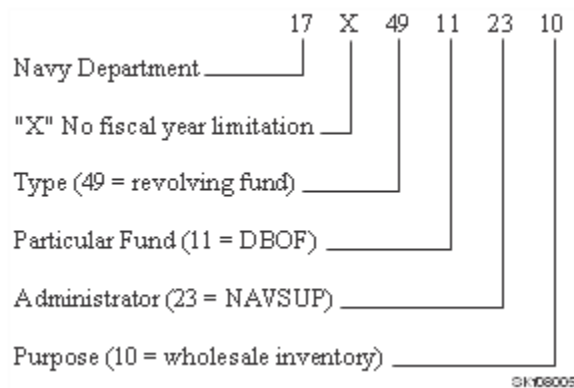 17 X 49 11 23 10
Navy Department
"X" No fiscal year limitation
Type (49 = revolving fund)
Particular Fund (11 = DBOF)
Administrator (23 = NAVSUP)
Purpose (10 = wholesale inventory)